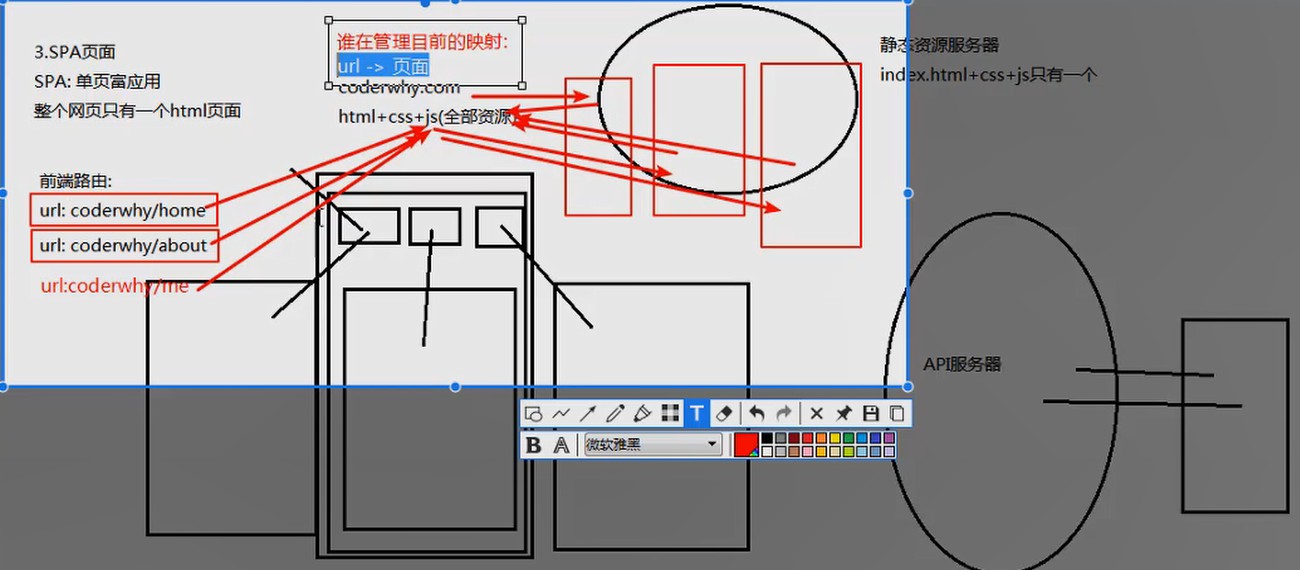 3.SPA页面
SPA: 单页富应用
整个网页只有一个html页面
谁在管理目前的映射:
url -> 页面
coderwhy.com
html+css+js(全部资源)
静态资源服务器
index.html+css+js只有一个
前端路由:
url: coderwhy/home
url: coderwhy/about
url:coderwhy/me
API服务器
T
B A 微软雅黑